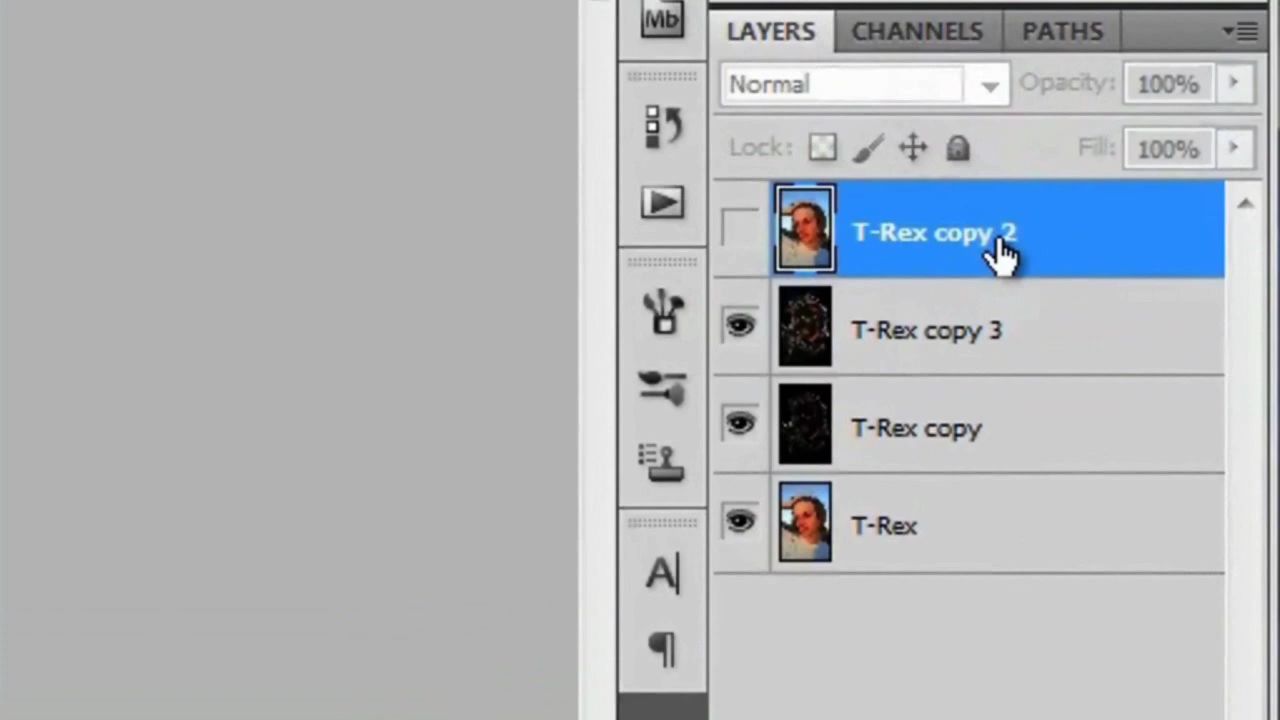 Mb
LAYERS CHANNELS PATHS
Normal Opacity: 100%
Lock: Fill: 100%
T-Rex copy 2
T-Rex copy 3
T-Rex copy
T-Rex
A